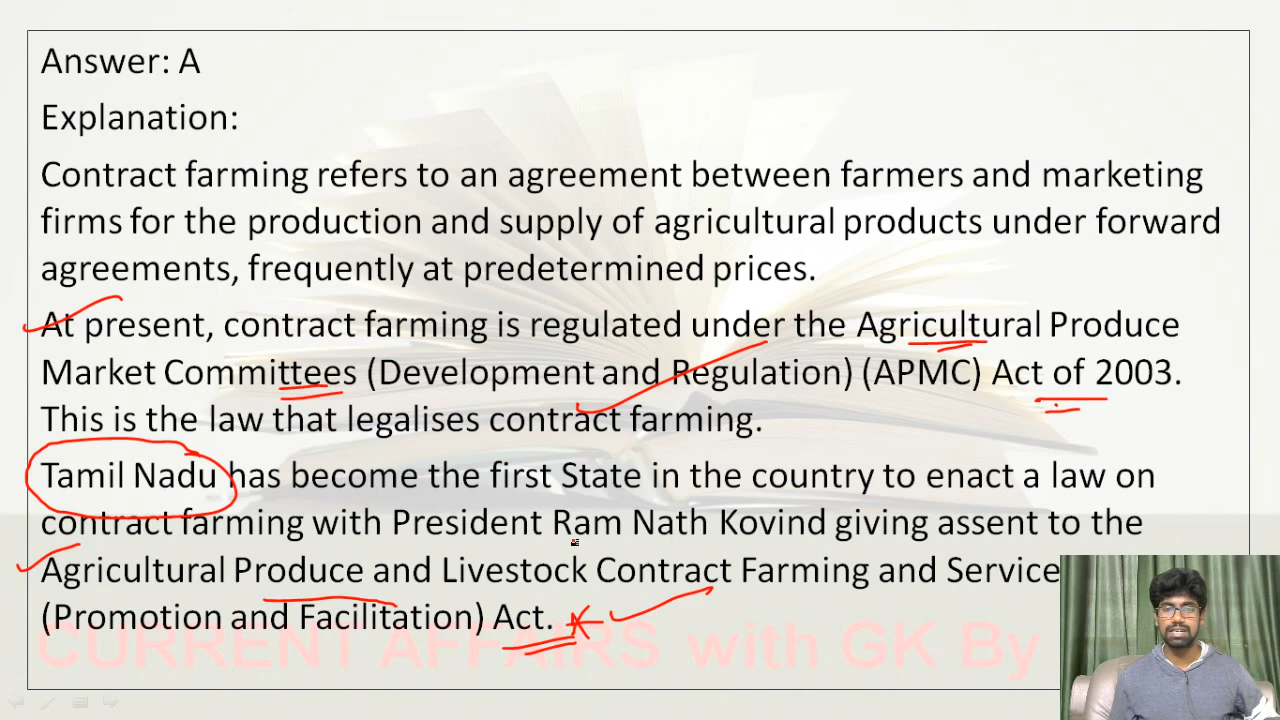 Answer: A
Explanation:
Contract farming refers to an agreement between farmers and marketing
firms for the production and supply of agricultural products under forward
agreements, frequently at predetermined prices.
At present, contract farming is regulated under the Agricultural Produce
Market Committees (Development and Regulation) (APMC) Act of 2003.
This is the law that legalises contract farming.
Tamil Nadu has become the first State in the country to enact a law on
contract farming with President Ram Nath Kovind giving assent to the
Agricultural Produce and Livestock Contract Farming and Service
(Promotion and Facilitation) Act.
CURRENT AFFAIRS with GK By